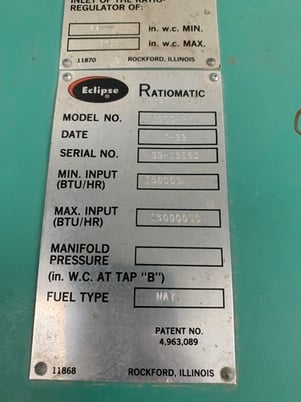 INLET OF THE RATIO-
REGULATOR OF:
in. w.c. MIN.
in. w.c. MAX.
11870 ROCKFORD, ILLINOIS
Eclipse RATIOMATIC
MODEL NO.
DATE
SERIAL NO.
MIN. INPUT
(BTU/HR)
MAX. INPUT 15000000
(BTU/HR)
MANIFOLD
PRESSURE
(in. W.C. AT TAP "B")
FUEL TYPE NAT.
PATENT NO.
4,963,089
11868 ROCKFORD, ILLINOIS